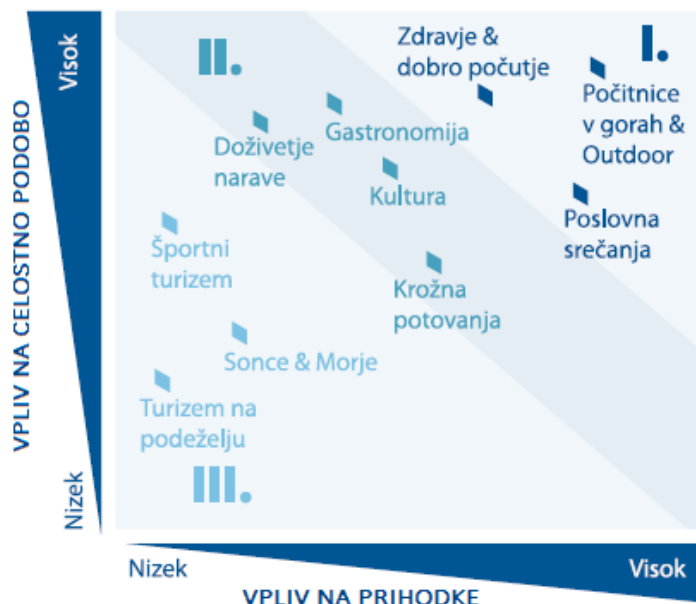 VPLIV NA CELOSTNO PODOBO
Visok
Nizek
II.
Zdravje &
dobro počutje
I.
Počitnice
v gorah &
Outdoor
Gastronomija
Doživetje
narave
Kultura
Poslovna
srečanja
Športni
turizem
Krožna
potovanja
Sonce & Morje
Turizem na
podeželju
III.
Nizek
Visok
VPLIV NA PRIHODKE